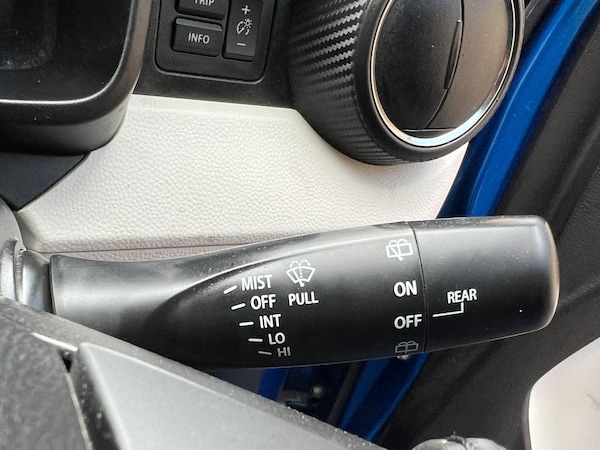 TRIP
INFO
+
-
MIST
OFF PULL
INT
LO
HI
ON
OFF
REAR